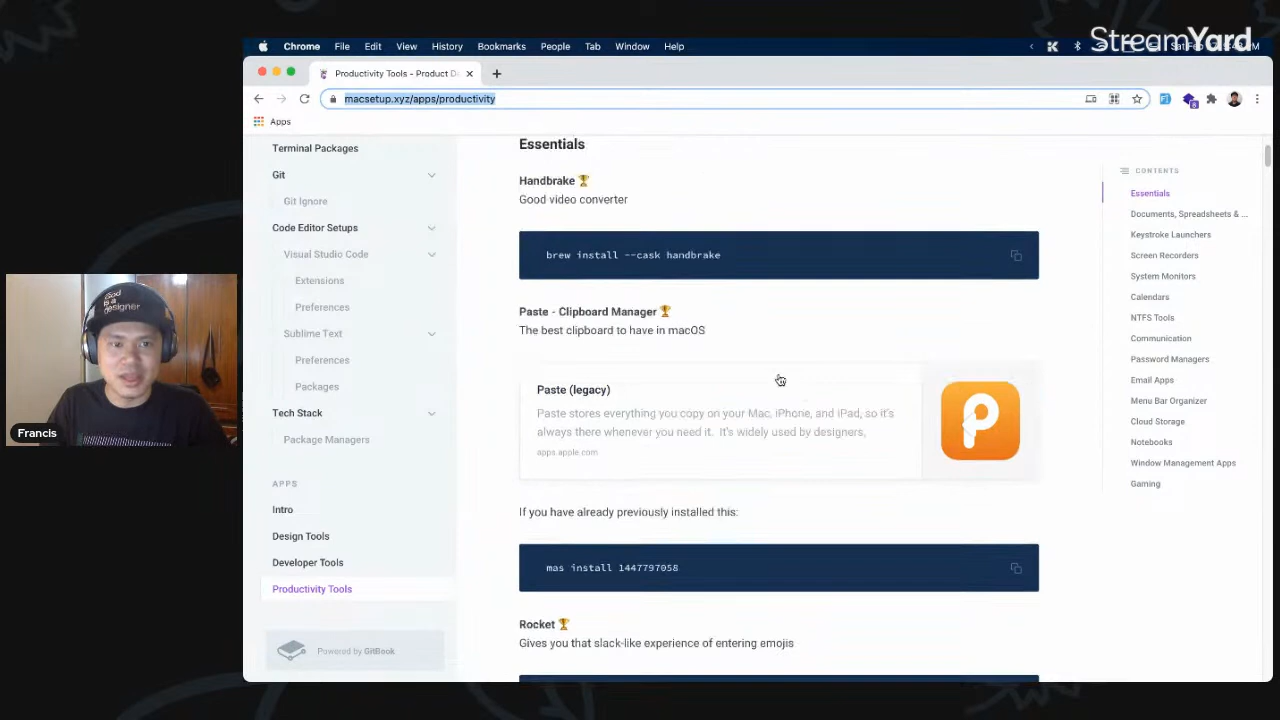 StreamYard
Chrome File Edit View History Bookmarks People Tab Window Help
Productivity Tools - Product D
macsetup.xyz/apps/productivity
Apps
Terminal Packages
Git
Git Ignore
Code Editor Setups
Visual Studio Code
Extensions
Preferences
Sublime Text
Preferences
Packages
Tech Stack
Package Managers
APPS
Intro
Design Tools
Developer Tools
Productivity Tools
Powered by GitBook
Essentials
Handbrake 🏆
Good video converter
brew install --cask handbrake
Paste - Clipboard Manager 🏆
The best clipboard to have in macOS
Paste (legacy)
Paste stores everything you copy on your Mac, iPhone, and iPad, so it's
always there whenever you need it. It's widely used by designers,
apps.apple.com
If you have already previously installed this:
mas install 1447797058
Rocket 🏆
Gives you that slack-like experience of entering emojis
CONTENTS
Essentials
Documents, Spreadsheets & ...
Keystroke Launchers
Screen Recorders
System Monitors
Calendars
NTFS Tools
Communication
Password Managers
Email Apps
Menu Bar Organizer
Cloud Storage
Notebooks
Window Management Apps
Gaming
God
is a
designer
Francis